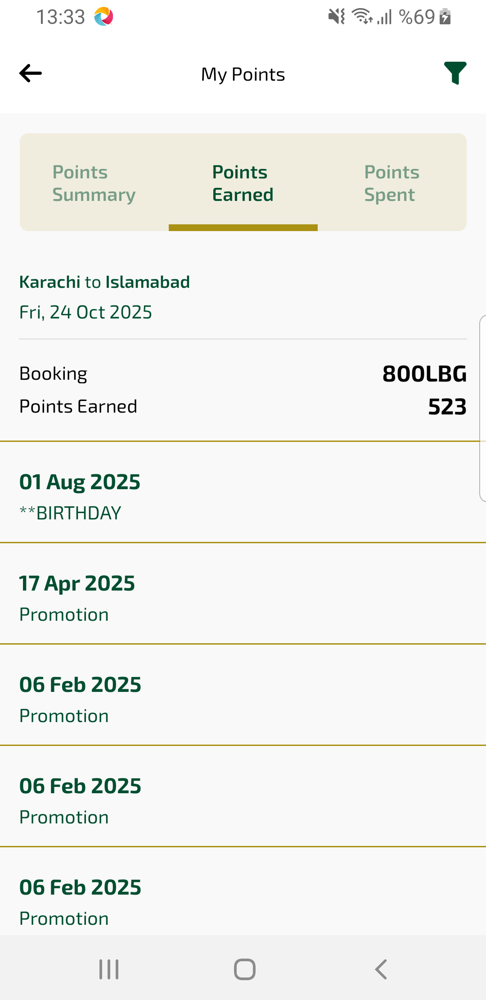 13:33
%69
My Points
Points Summary
Points Earned
Points Spent
Karachi to Islamabad
Fri, 24 Oct 2025
Booking 800LBG
Points Earned 523
01 Aug 2025
**BIRTHDAY
17 Apr 2025
Promotion
06 Feb 2025
Promotion
06 Feb 2025
Promotion
06 Feb 2025
Promotion